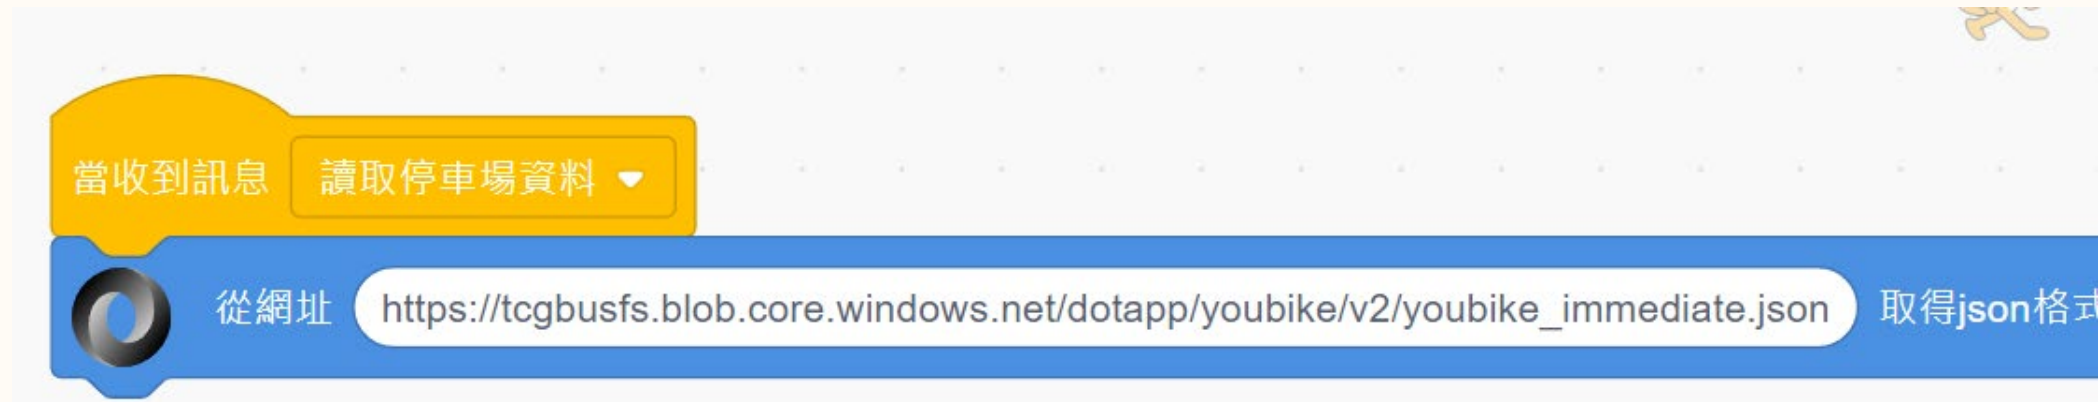 當收到訊息 讀取停車場資料
從網址 https://tcgbusfs.blob.core.windows.net/dotapp/youbike/v2/youbike_immediate.json 取得json格式